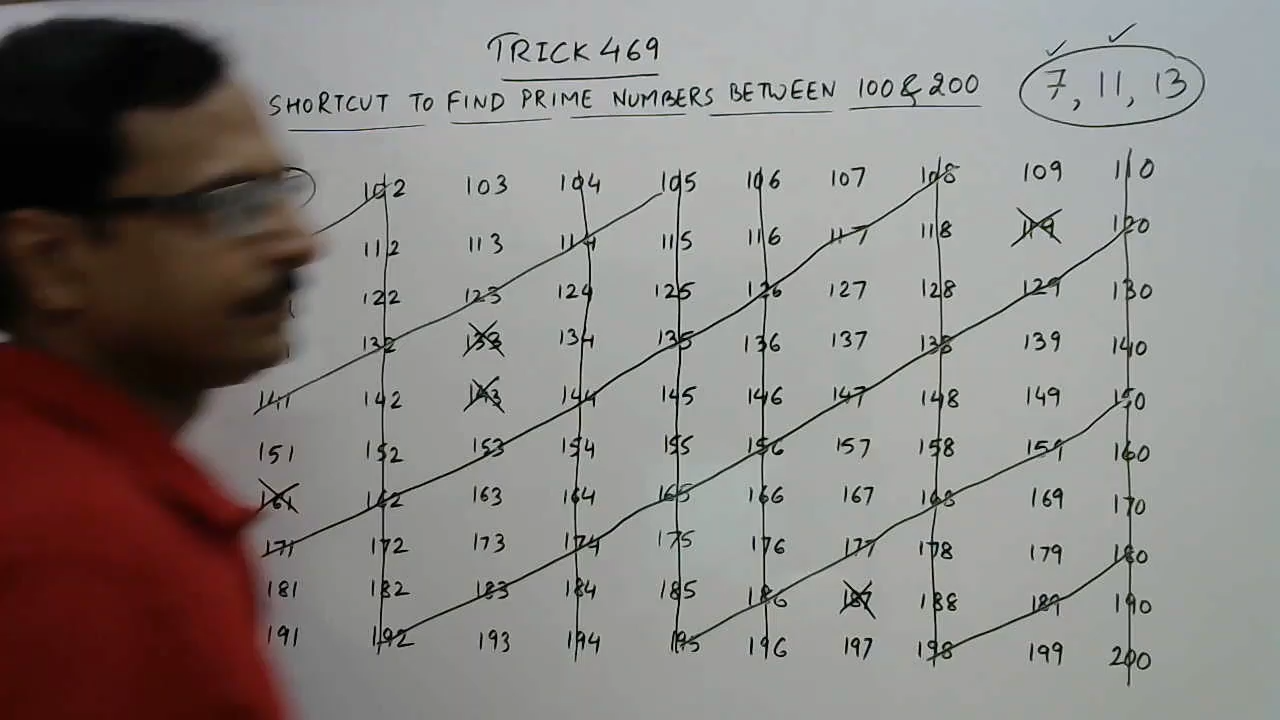 TRICK 469
SHORTCUT TO FIND PRIME NUMBERS BETWEEN 100 & 200
7, 11, 13
102 103 104 105 106 107 108 109 110
112 113 114 115 116 117 118 119 120
122 123 124 125 126 127 128 129 130
132 133 134 135 136 137 138 139 140
141 142 143 144 145 146 147 148 149 150
151 152 153 154 155 156 157 158 159 160
161 162 163 164 165 166 167 168 169 170
171 172 173 174 175 176 177 178 179 180
181 182 183 184 185 186 187 188 189 190
191 192 193 194 195 196 197 198 199 200